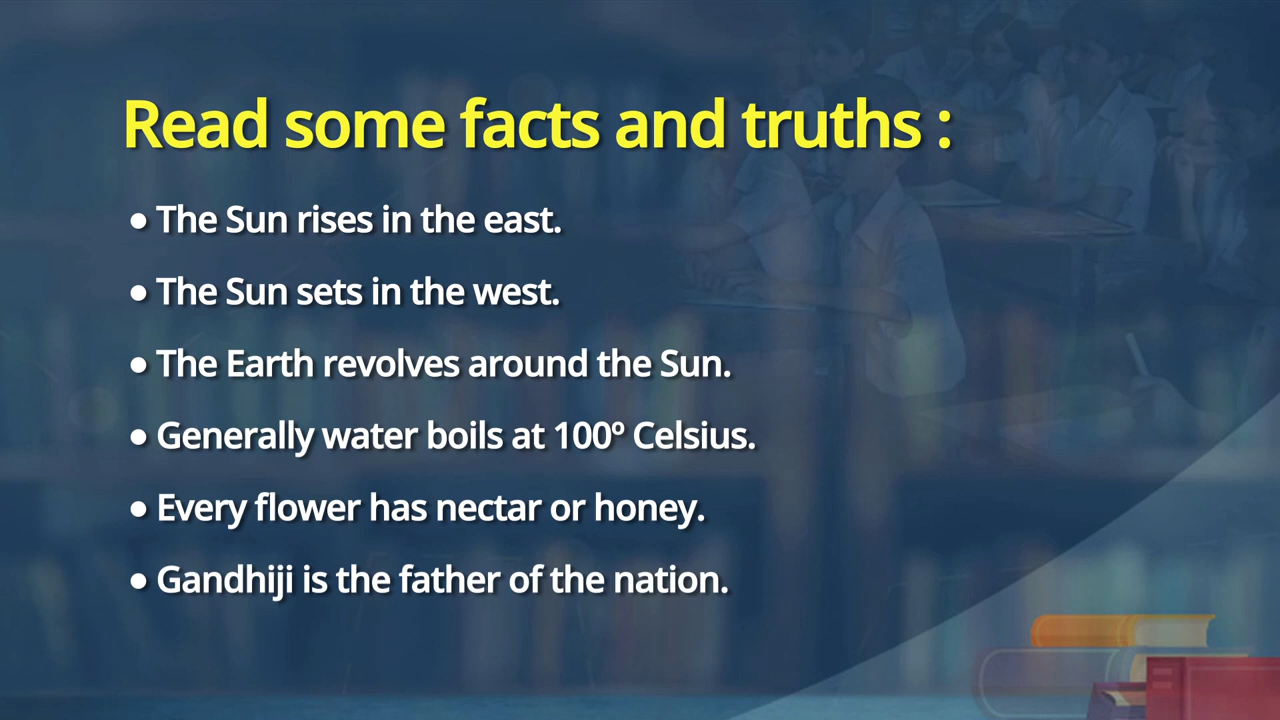 Read some facts and truths :
● The Sun rises in the east.
● The Sun sets in the west.
● The Earth revolves around the Sun.
● Generally water boils at 100º Celsius.
● Every flower has nectar or honey.
● Gandhiji is the father of the nation.